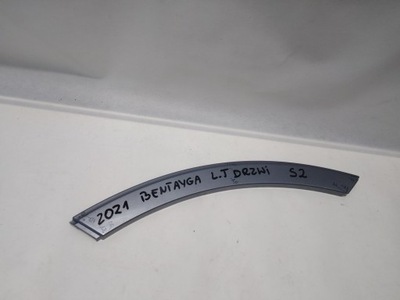 2021 BENTAYGA L.T DRZWI S2